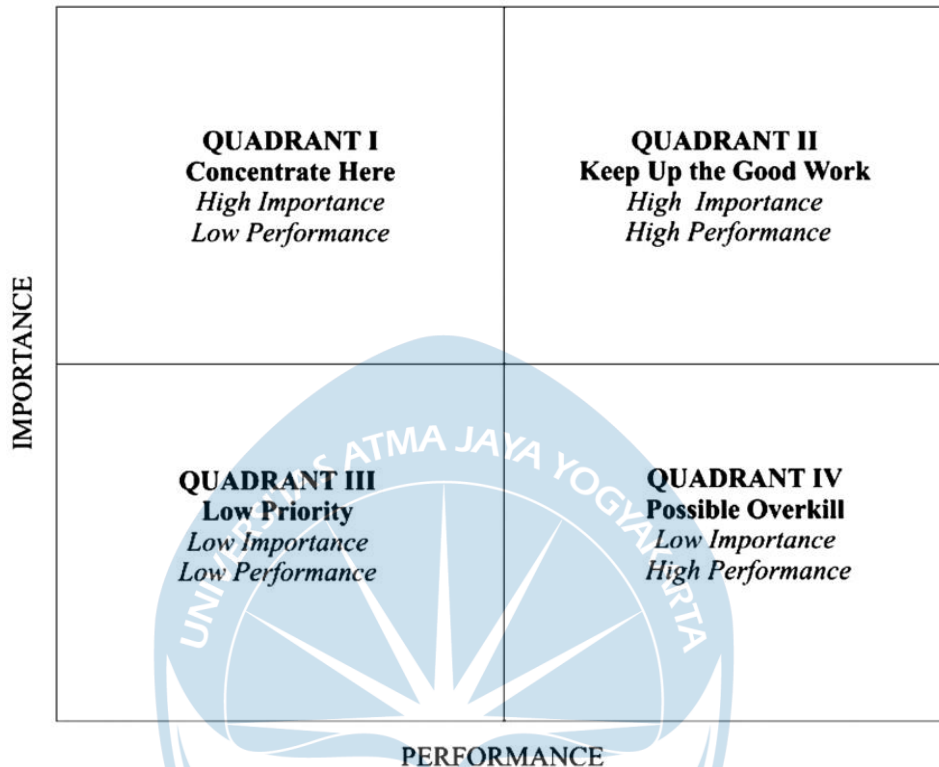 QUADRANT I
Concentrate Here
High Importance
Low Performance
QUADRANT II
Keep Up the Good Work
High Importance
High Performance
IMPORTANCE
QUADRANT III
Low Priority
Low Importance
Low Performance
QUADRANT IV
Possible Overkill
Low Importance
High Performance
UNIVERSITAS ATMA JAYA YOGYAKARTA
PERFORMANCE